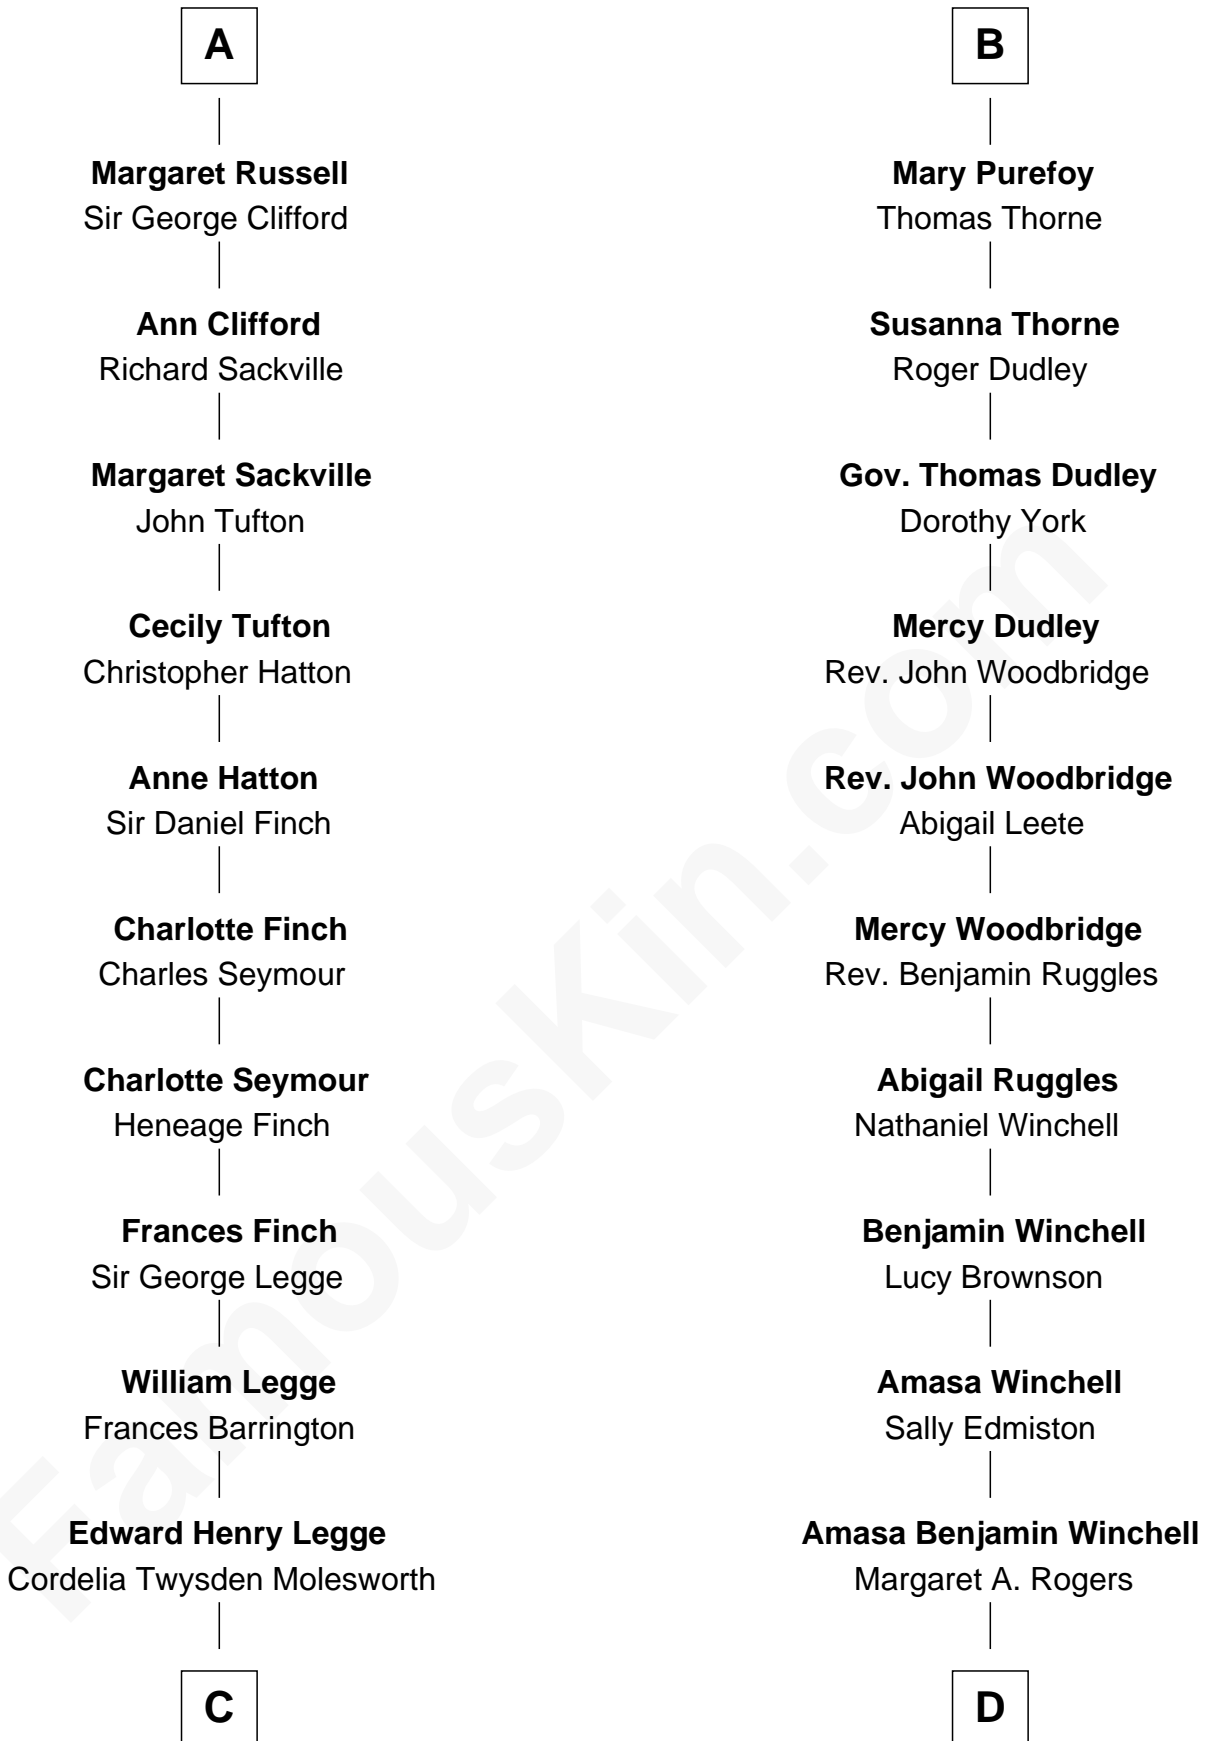 A
Margaret Russell
Sir George Clifford
Ann Clifford
Richard Sackville
Margaret Sackville
John Tufton
Cecily Tufton
Christopher Hatton
Anne Hatton
Sir Daniel Finch
Charlotte Finch
Charles Seymour
Charlotte Seymour
Heneage Finch
Frances Finch
Sir George Legge
William Legge
Frances Barrington
Edward Henry Legge
Cordelia Twysden Molesworth
C
B
Mary Purefoy
Thomas Thorne
Susanna Thorne
Roger Dudley
Gov. Thomas Dudley
Dorothy York
Mercy Dudley
Rev. John Woodbridge
Rev. John Woodbridge
Abigail Leete
Mercy Woodbridge
Rev. Benjamin Ruggles
Abigail Ruggles
Nathaniel Winchell
Benjamin Winchell
Lucy Brownson
Amasa Winchell
Sally Edmiston
Amasa Benjamin Winchell
Margaret A. Rogers
D
FamousKin.com